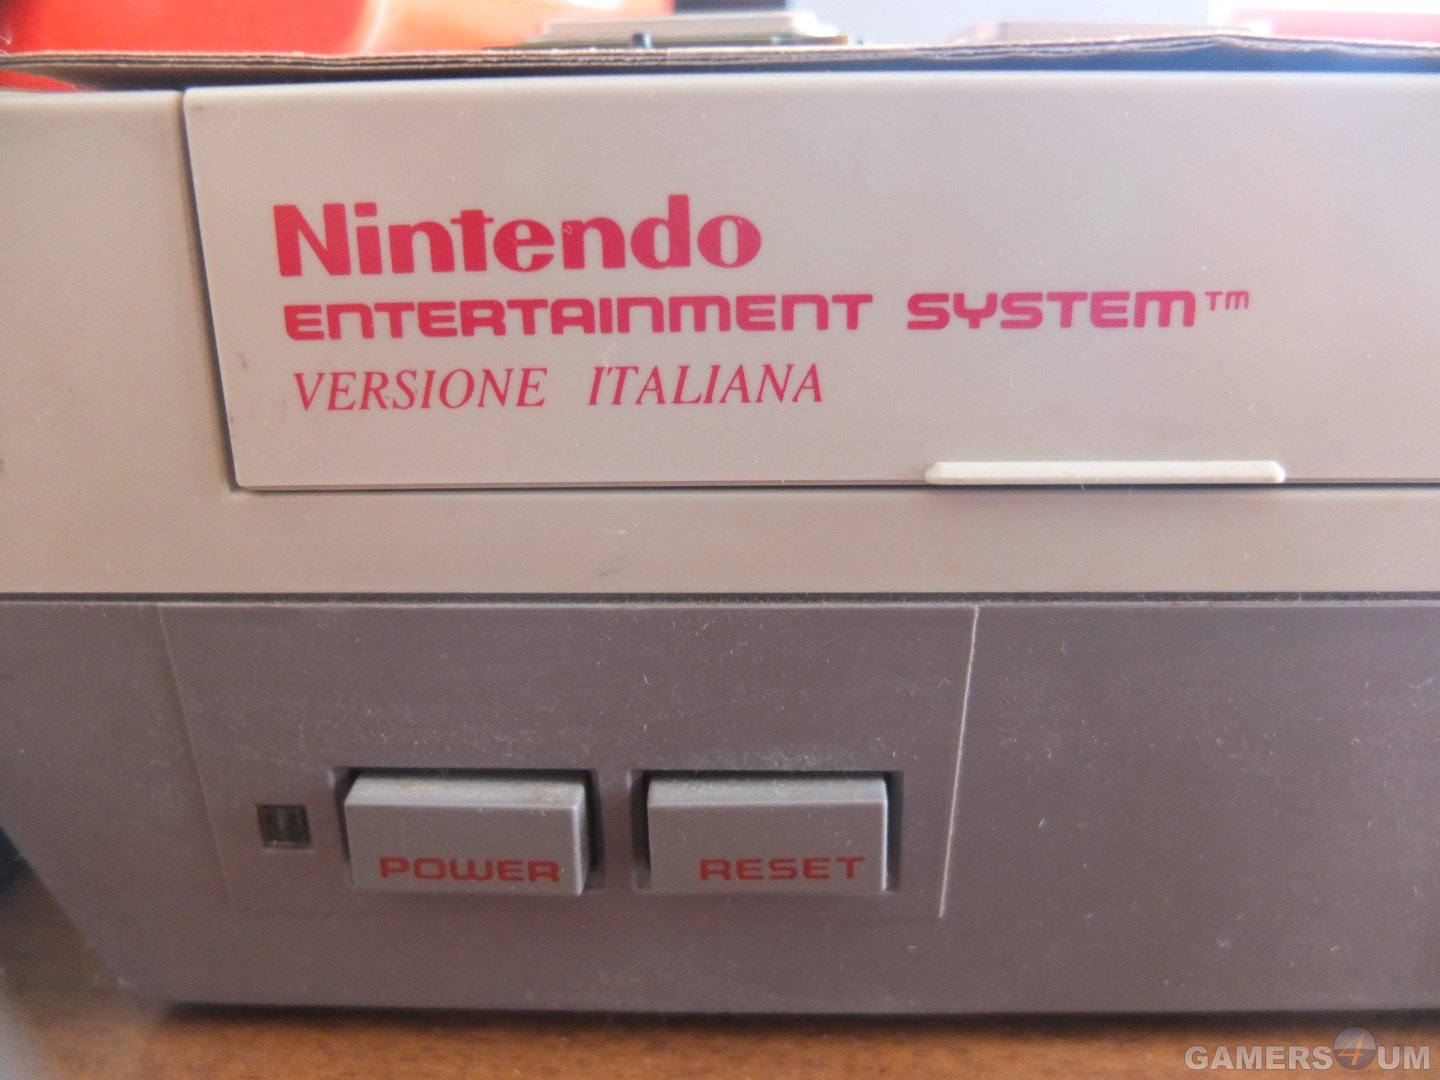 Nintendo
ENTERTAINMENT SYSTEM™
VERSIONE ITALIANA
POWER
RESET
GAMERS4UM